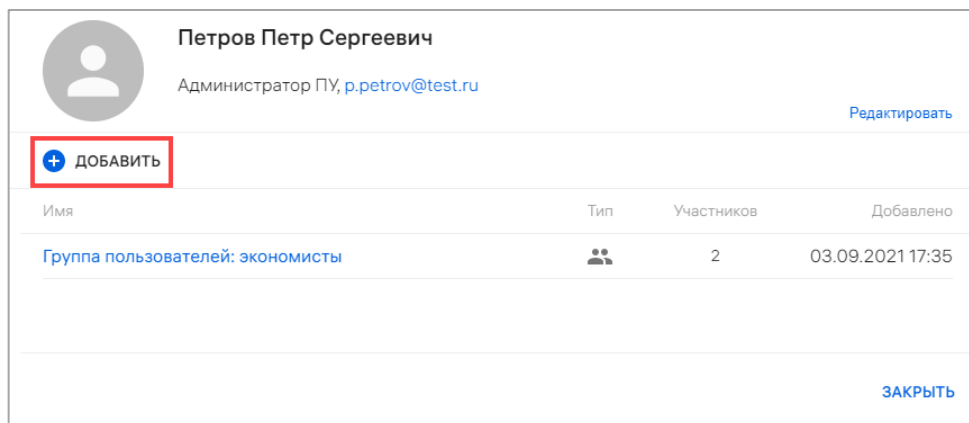 Петров Петр Сергеевич
Администратор ПУ, p.petrov@test.ru
Редактировать
ДОБАВИТЬ
Имя Тип Участников Добавлено
Группа пользователей: экономисты 2 03.09.2021 17:35
ЗАКРЫТЬ